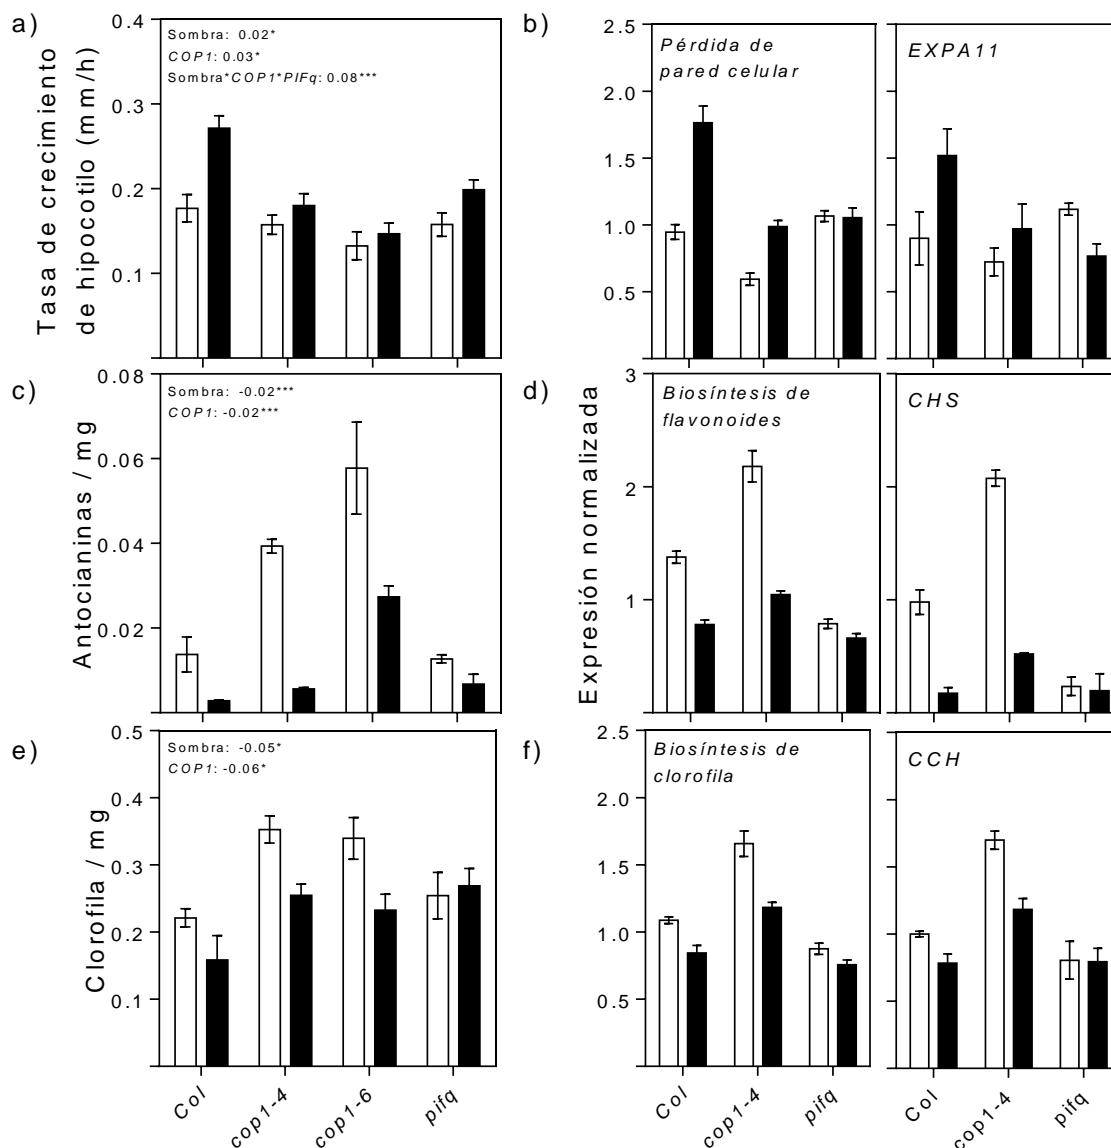 a)
Tasa de crecimiento
de hipocotilo (mm/h)
0.4
0.3
0.2
0.1
Sombra: 0.02*
COP1: 0.03*
Sombra*COP1*PIFq: 0.08***
b)
2.5
2.0
1.5
1.0
0.5
Pérdida de
pared celular
EXPA11
c)
Antocianinas / mg
0.08
0.06
0.04
0.02
Sombra: -0.02***
COP1: -0.02***
d)
Expresión normalizada
3
2
1
Biosíntesis de
flavonoides
CHS
e)
Clorofila / mg
0.5
0.4
0.3
0.2
0.1
Sombra: -0.05*
COP1: -0.06*
Col
cop1-4
cop1-6
pifq
f)
2.5
2.0
1.5
1.0
0.5
Biosíntesis de
clorofila
Col
cop1-4
pifq
CCH
Col
cop1-4
pifq